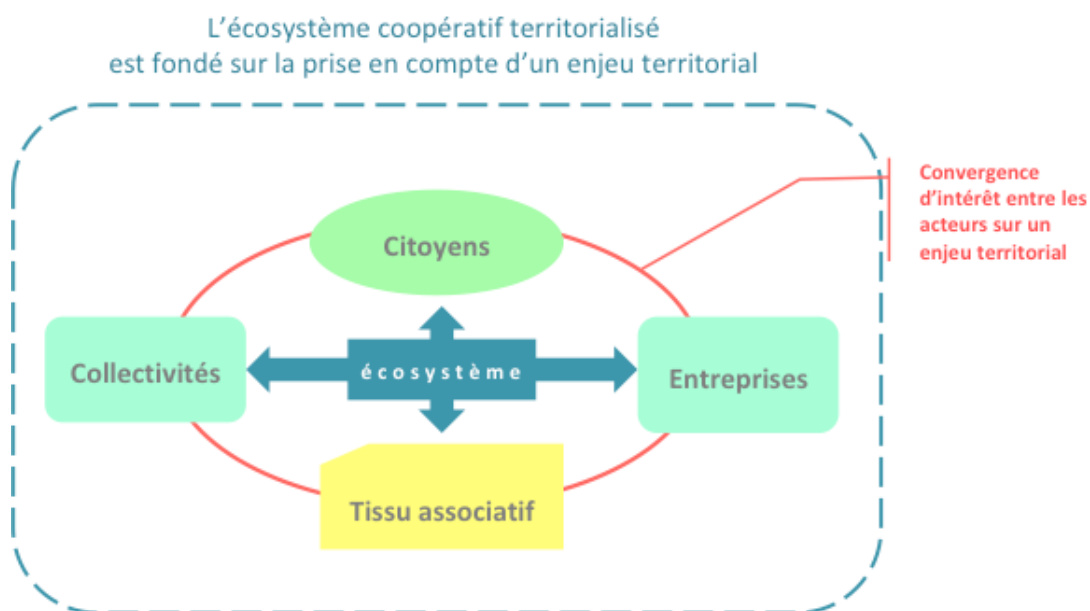 L’écosystème coopératif territorialisé
est fondé sur la prise en compte d’un enjeu territorial
Convergence
d’intérêt entre les
acteurs sur un
enjeu territorial
Citoyens
Collectivités
écosystème
Entreprises
Tissu associatif